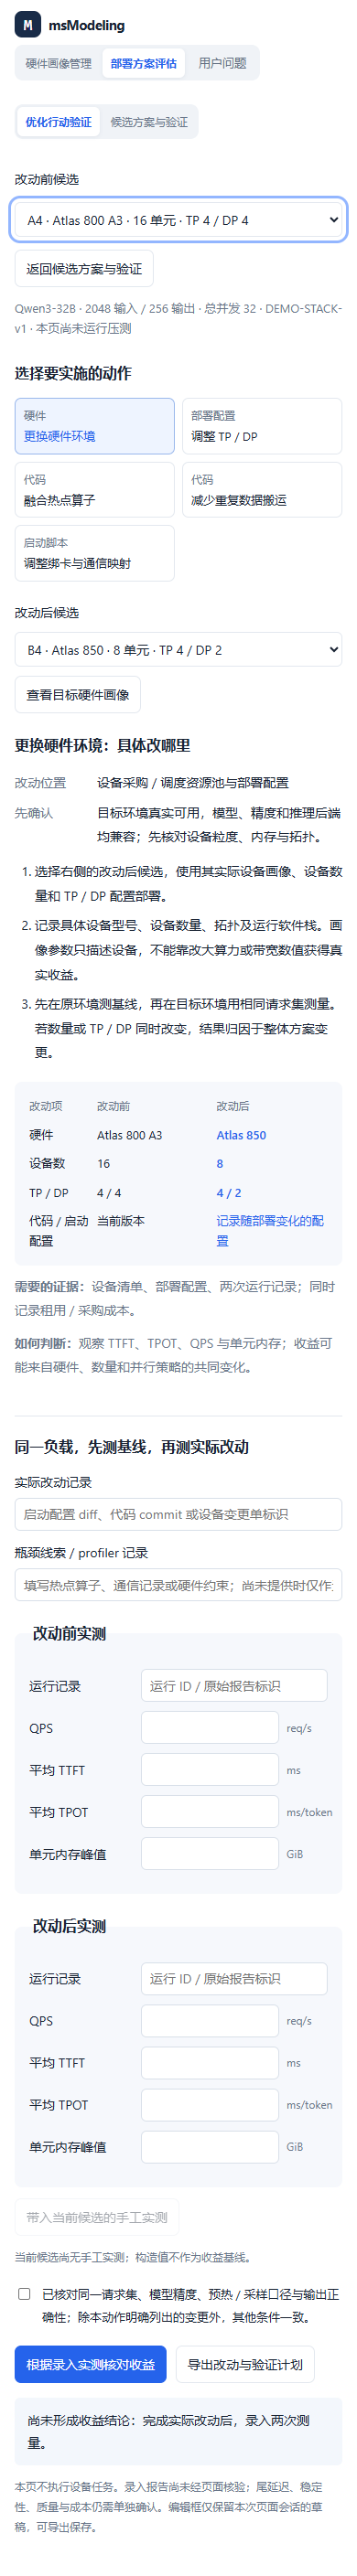 M msModeling
硬件画像管理 部署方案评估 用户问题
优化行动验证 候选方案与验证
改动前候选
A4 · Atlas 800 A3 · 16 单元 · TP 4 / DP 4
返回候选方案与验证
Qwen3-32B · 2048 输入 / 256 输出 · 总并发 32 · DEMO-STACK-
v1 · 本页尚未运行压测
选择要实施的动作
硬件
更换硬件环境
部署配置
调整 TP / DP
代码
融合热点算子
代码
减少重复数据搬运
启动脚本
调整绑卡与通信映射
改动后候选
B4 · Atlas 850 · 8 单元 · TP 4 / DP 2
查看目标硬件画像
更换硬件环境：具体改哪里
改动位置 设备采购 / 调度资源池与部署配置
先确认 目标环境真实可用，模型、精度和推理后端
均兼容；先核对设备粒度、内存与拓扑。
1. 选择右侧的改动后候选，使用其实际设备画像、设备数
量和 TP / DP 配置部署。
2. 记录具体设备型号、设备数量、拓扑及运行软件栈。画
像参数只描述设备，不能靠改大算力或带宽数值获得真
实收益。
3. 先在原环境测基线，再在目标环境用相同请求集测量。
若数量或 TP / DP 同时改变，结果归因于整体方案变
更。
改动项 改动前 改动后
硬件 Atlas 800 A3 Atlas 850
设备数 16 8
TP / DP 4 / 4 4 / 2
代码 / 启动 当前版本 记录随部署变化的配
配置 置
需要的证据：设备清单、部署配置、两次运行记录；同时
记录租用 / 采购成本。
如何判断：观察 TTFT、TPOT、QPS 与单元内存；收益可
能来自硬件、数量和并行策略的共同变化。
同一负载，先测基线，再测实际改动
实际改动记录
启动配置 diff、代码 commit 或设备变更单标识
瓶颈线索 / profiler 记录
填写热点算子、通信记录或硬件约束；尚未提供时仅作
改动前实测
运行记录 运行 ID / 原始报告标识
QPS req/s
平均 TTFT ms
平均 TPOT ms/token
单元内存峰值 GiB
改动后实测
运行记录 运行 ID / 原始报告标识
QPS req/s
平均 TTFT ms
平均 TPOT ms/token
单元内存峰值 GiB
带入当前候选的手工实测
当前候选尚无手工实测；构造值不作为收益基线。
已核对同一请求集、模型精度、预热 / 采样口径与输出正
确性；除本动作明确列出的变更外，其他条件一致。
根据录入实测核对收益 导出改动与验证计划
尚未形成收益结论：完成实际改动后，录入两次测
量。
本页不执行设备任务。录入报告尚未经页面核验；尾延迟、稳定
性、质量与成本仍需单独确认。编辑框仅保留本次页面会话的草
稿，可导出保存。